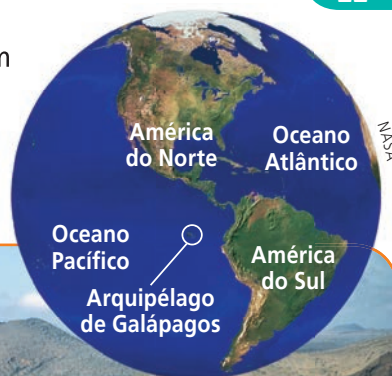 América
do Norte
Oceano
Atlântico
NASA
Oceano
Pacífico
América
do Sul
Arquipélago
de Galápagos